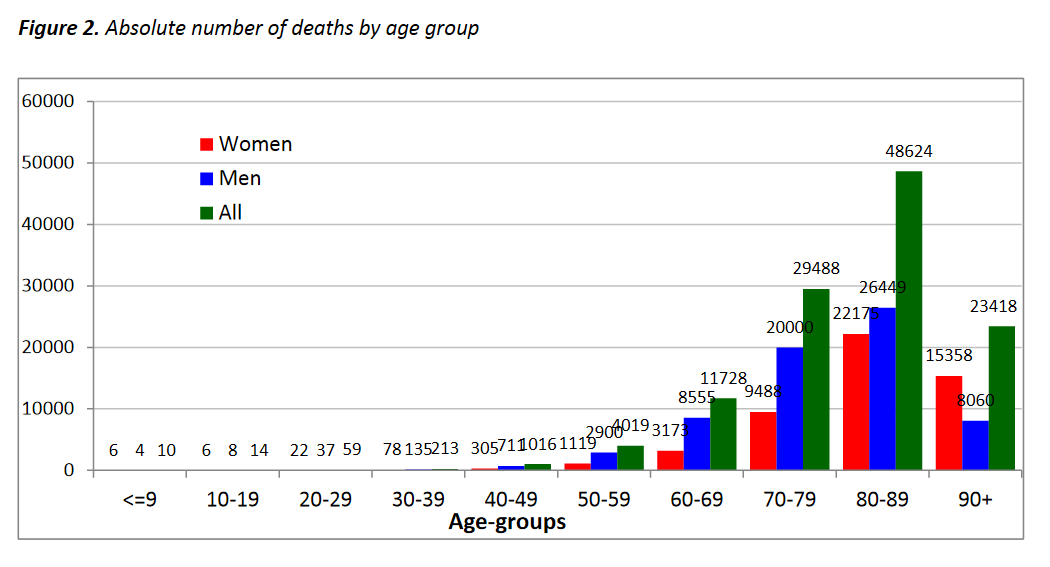 Figure 2. Absolute number of deaths by age group
60000
50000
40000
30000
20000
10000
0
Women
Men
All
6 4 10 6 8 14 22 37 59 78 135 213 305 711 1016 1119 2900 4019 3173 8555 11728 9488 20000 29488 22175 26449 48624 15358 8060 23418
<=9 10-19 20-29 30-39 40-49 50-59 60-69 70-79 80-89 90+
Age-groups